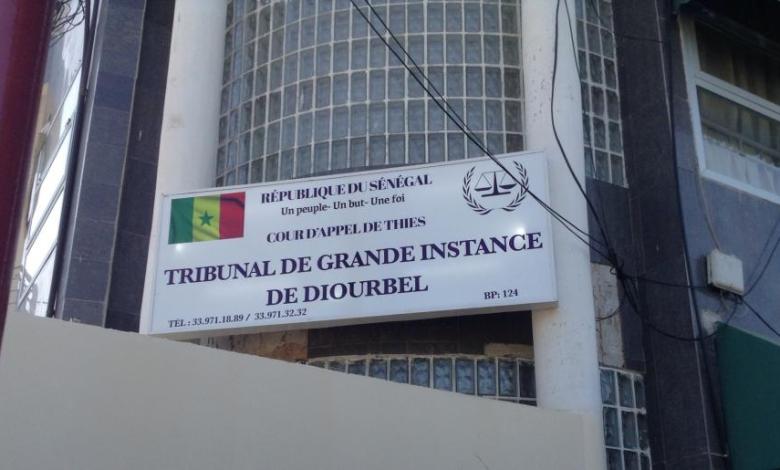 RÉPUBLIQUE DU SÉNÉGAL
Un peuple- Un but- Une foi
COUR D'APPEL DE THIES
TRIBUNAL DE GRANDE INSTANCE
DE DIOURBEL
TÉL : 33.971.18.89 / 33.971.32.32
BP: 124